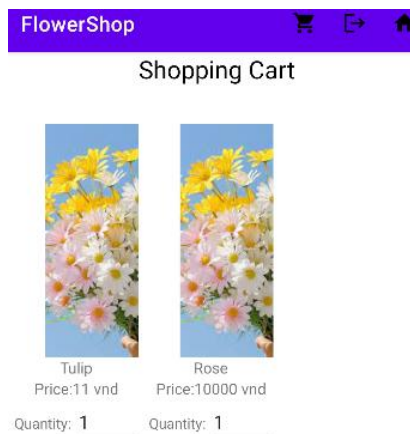 FlowerShop
Shopping Cart
Tulip
Price:11 vnd
Quantity: 1
Rose
Price:10000 vnd
Quantity: 1